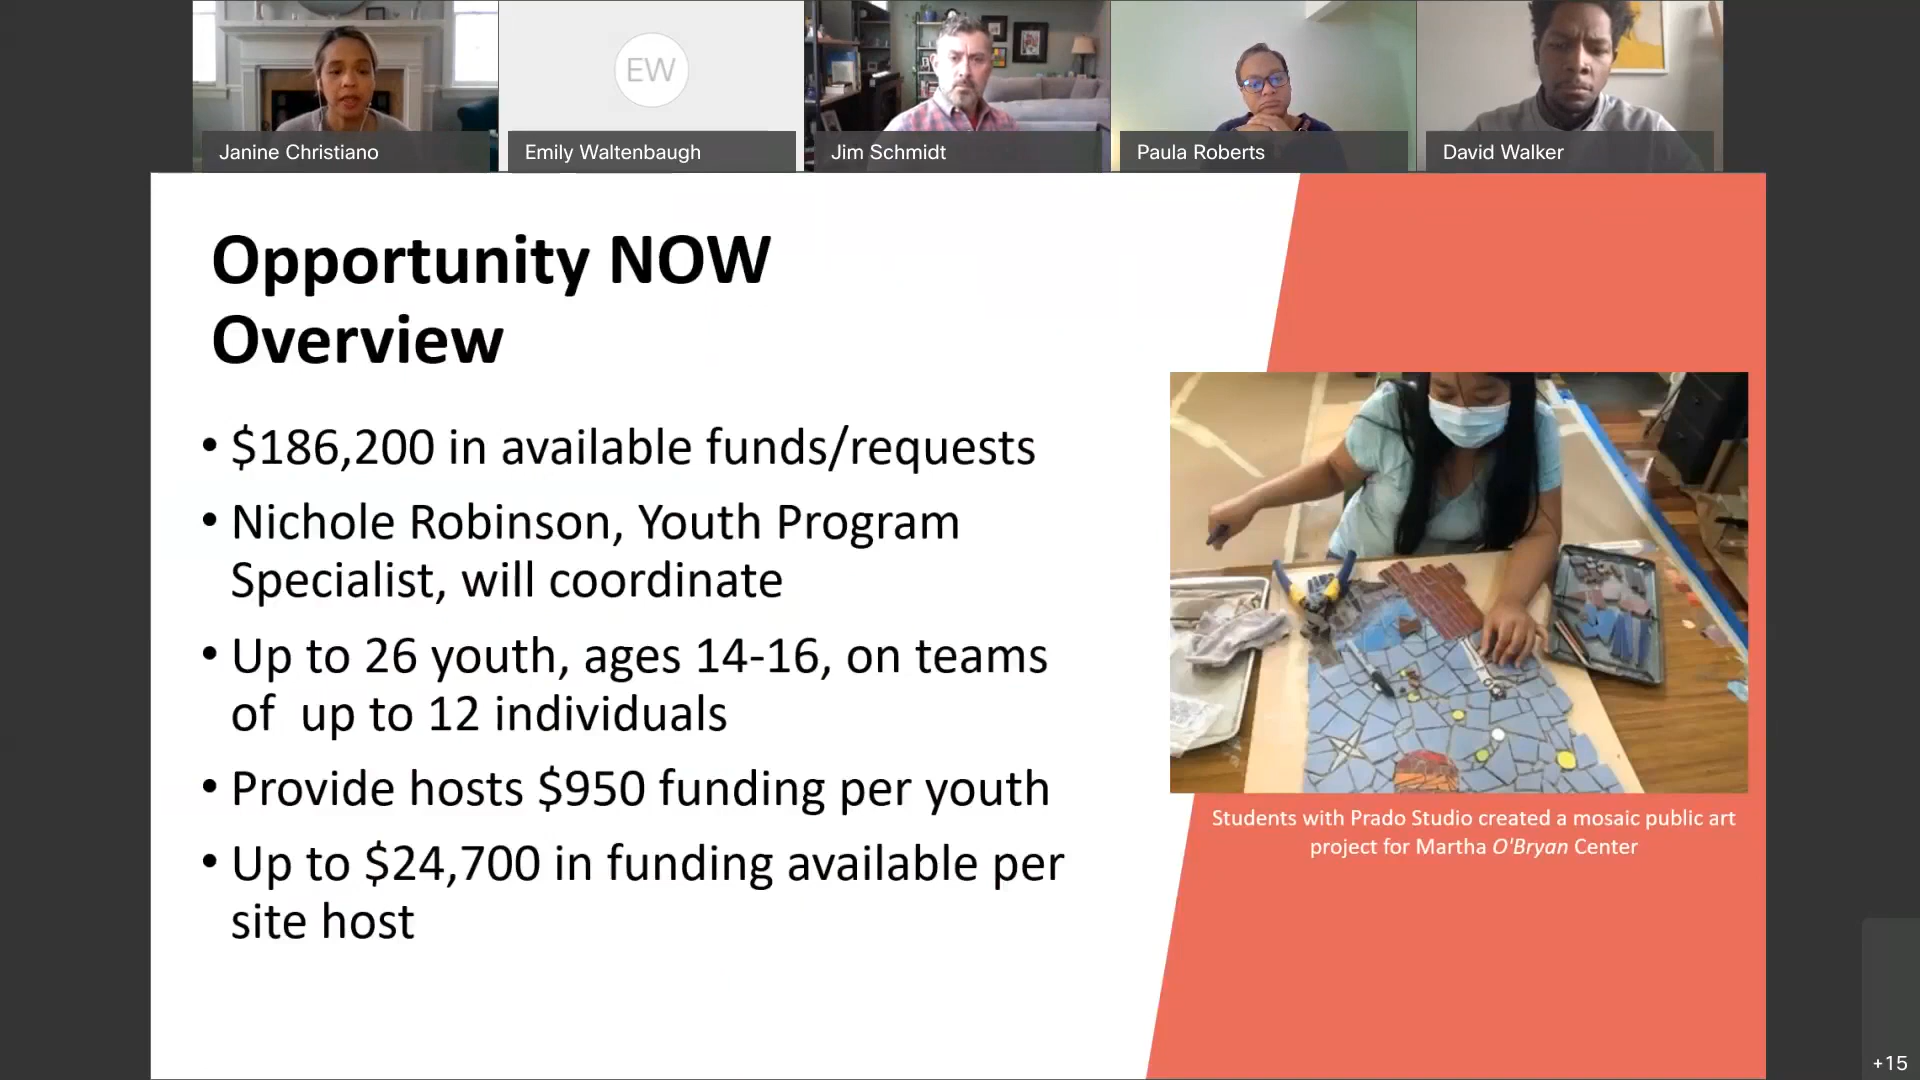 EW
Janine Christiano
Emily Waltenbaugh
Jim Schmidt
Paula Roberts
David Walker
Opportunity NOW
Overview
• $186,200 in available funds/requests
• Nichole Robinson, Youth Program
Specialist, will coordinate
• Up to 26 youth, ages 14-16, on teams
of  up to 12 individuals
• Provide hosts $950 funding per youth
• Up to $24,700 in funding available per
site host
Students with Prado Studio created a mosaic public art
project for Martha O'Bryan Center
+15